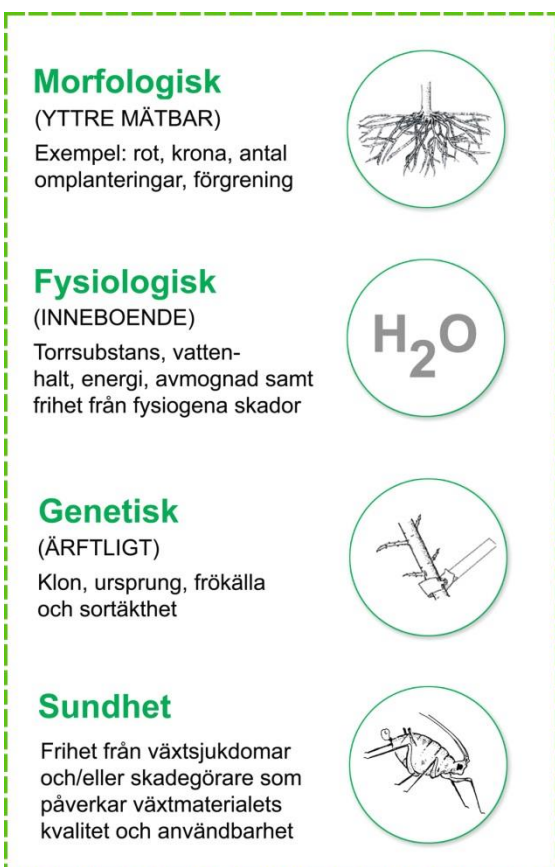 Morfologisk
(YTTRE MÄTBAR)
Exempel: rot, krona, antal
omplanteringar, förgrening
Fysiologisk
(INNEBOENDE)
Torrsubstans, vatten-
halt, energi, avmognad samt
frihet från fysiogena skador
H2O
Genetisk
(ÄRFTLIGT)
Klon, ursprung, frökälla
och sortäkthet
Sundhet
Frihet från växtsjukdomar
och/eller skadegörare som
påverkar växtmaterialets
kvalitet och användbarhet